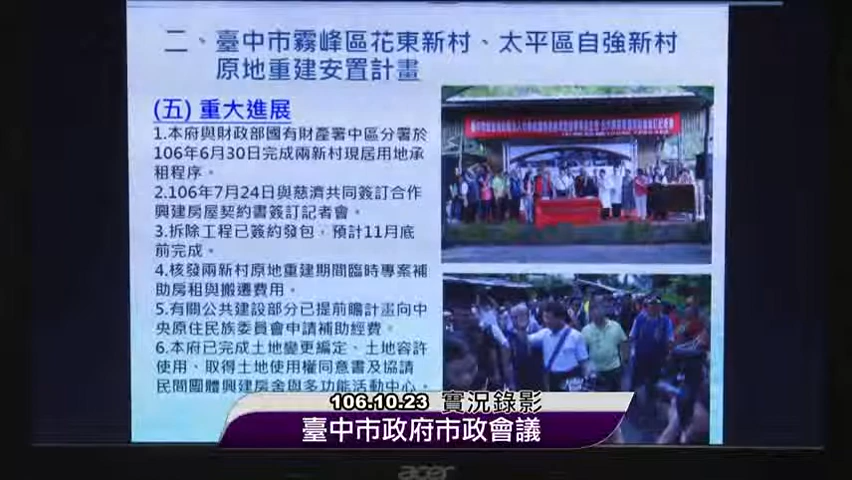 二、臺中市霧峰區花東新村、太平區自強新村
原地重建安置計畫
(五) 重大進展
1.本府與財政部國有財產署中區分署於
106年6月30日完成兩新村現居用地承
租程序。
2.106年7月24日與慈濟共同簽訂合作
興建房屋契約書簽訂記者會。
3.拆除工程已簽約發包，預計11月底
前完成。
4.核發兩新村原地重建期間臨時專案補
助房租與搬遷費用。
5.有關公共建設部分已提前瞻計畫向中
央原住民族委員會申請補助經費。
6.本府已完成土地變更編定、土地容許
使用、取得土地使用權同意書及協請
民間團體興建房舍與多功能活動中心。
106.10.23 實況錄影
臺中市政府市政會議
acer